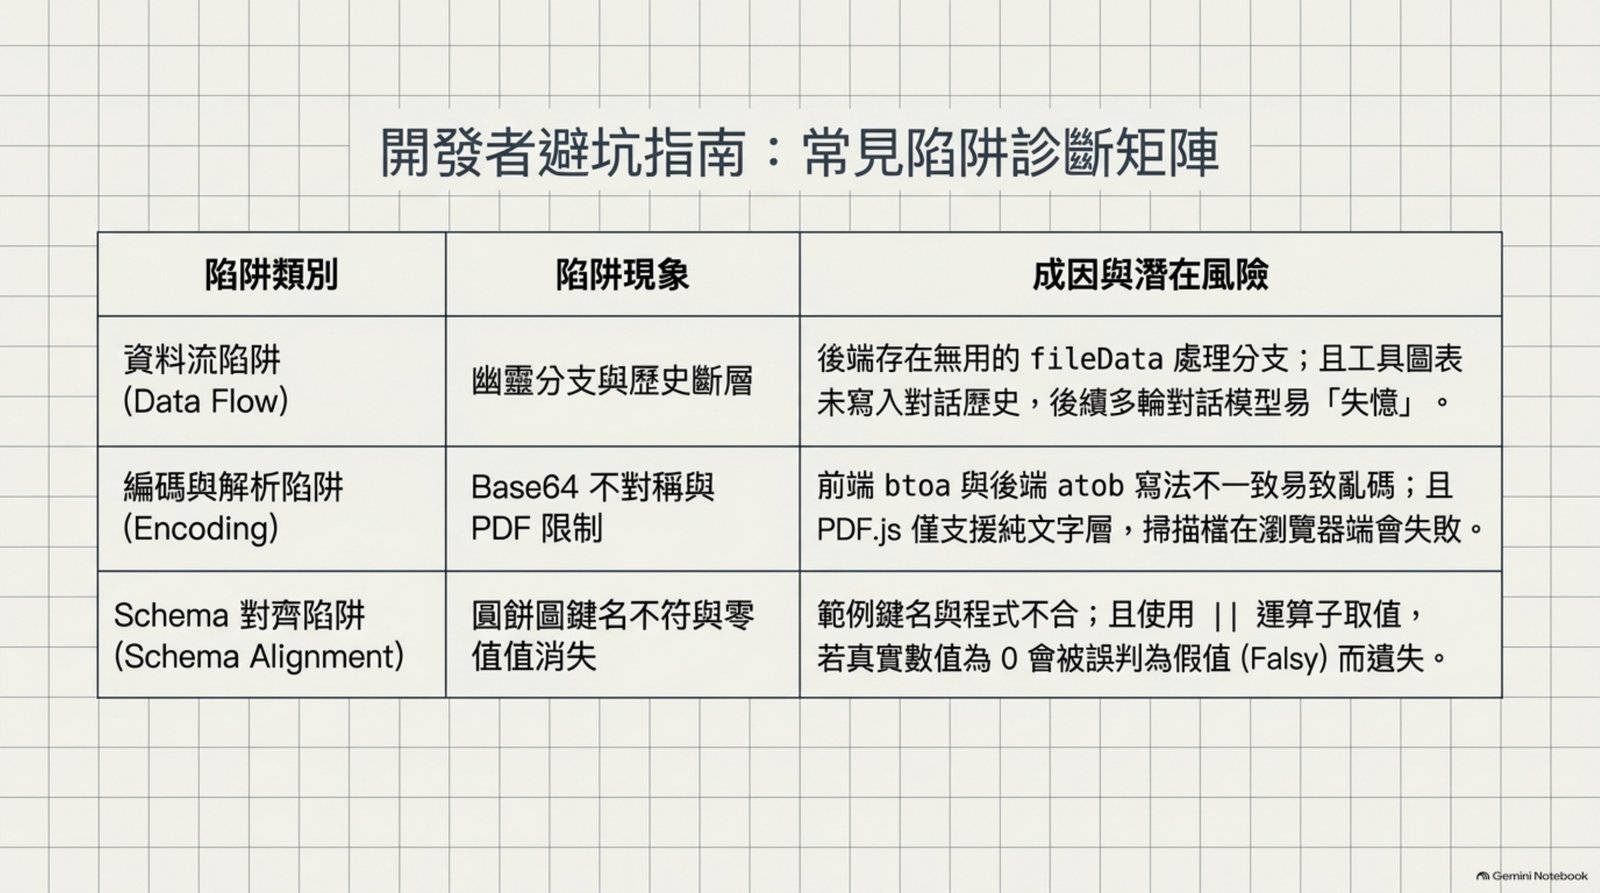 開發者避坑指南：常見陷阱診斷矩陣
陷阱類別
陷阱現象
成因與潛在風險
資料流陷阱
(Data Flow)
幽靈分支與歷史斷層
後端存在無用的 fileData 處理分支；且工具圖表
未寫入對話歷史，後續多輪對話模型易「失憶」。
編碼與解析陷阱
(Encoding)
Base64 不對稱與
PDF 限制
前端 btoa 與後端 atob 寫法不一致易致亂碼；且
PDF.js 僅支援純文字層，掃描檔在瀏覽器端會失敗。
Schema 對齊陷阱
(Schema Alignment)
圓餅圖鍵名不符與零
值值消失
範例鍵名與程式不合；且使用 || 運算子取值，
若真實數值為 0 會被誤判為假值 (Falsy) 而遺失。
Gemini Notebook